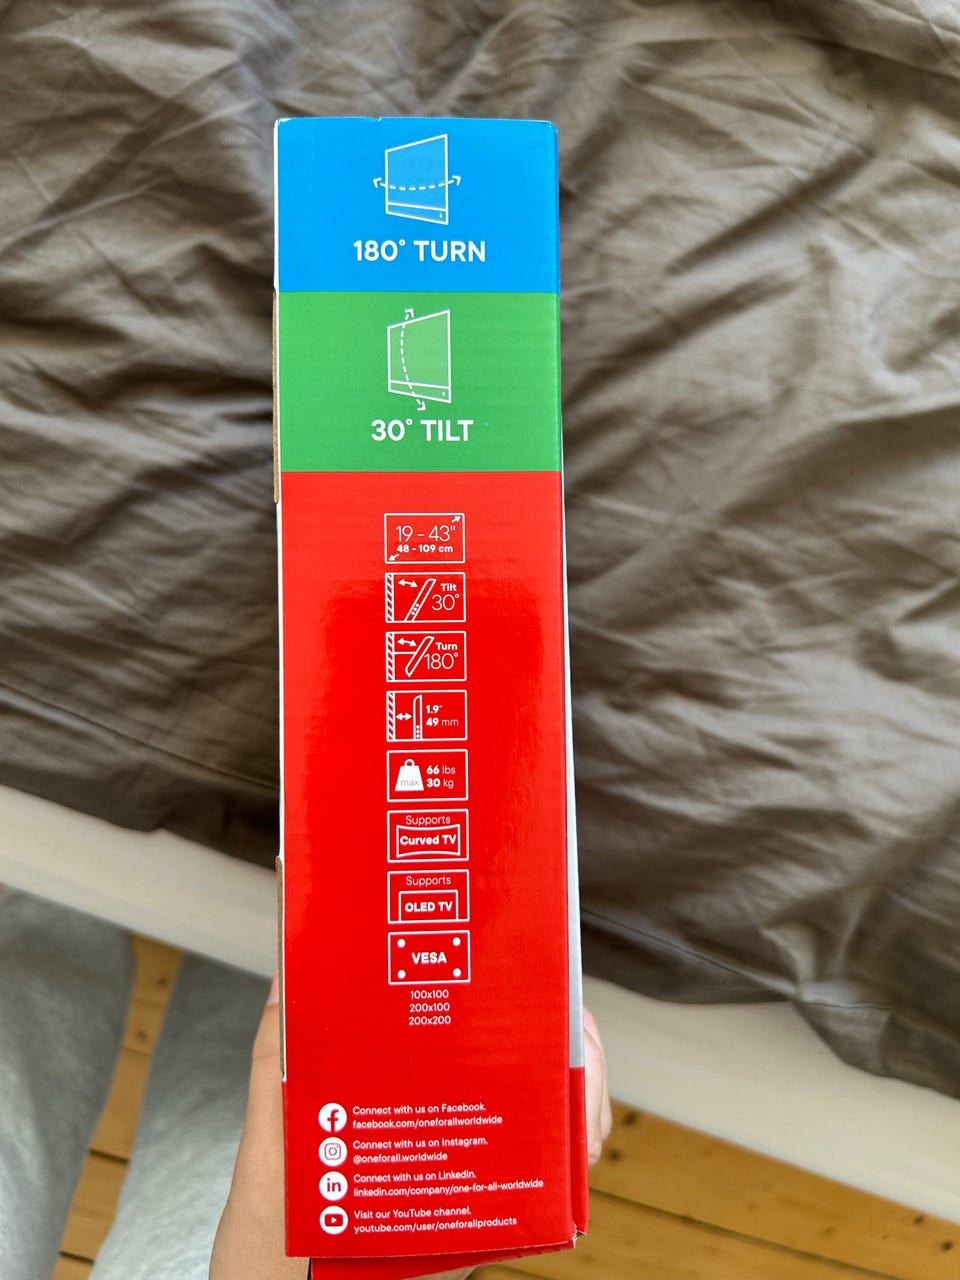 180° TURN
30° TILT
19 - 43"
48 - 109 cm
Tilt
30°
Turn
180°
1.9"
49 mm
max
66 lbs
30 kg
Supports
Curved TV
Supports
OLED TV
VESA
100x100
200x100
200x200
Connect with us on Facebook.
facebook.com/oneforallworldwide
Connect with us on Instagram.
@oneforall.worldwide
Connect with us on LinkedIn.
linkedin.com/company/one-for-all-worldwide
Visit our YouTube channel.
youtube.com/user/oneforallproducts